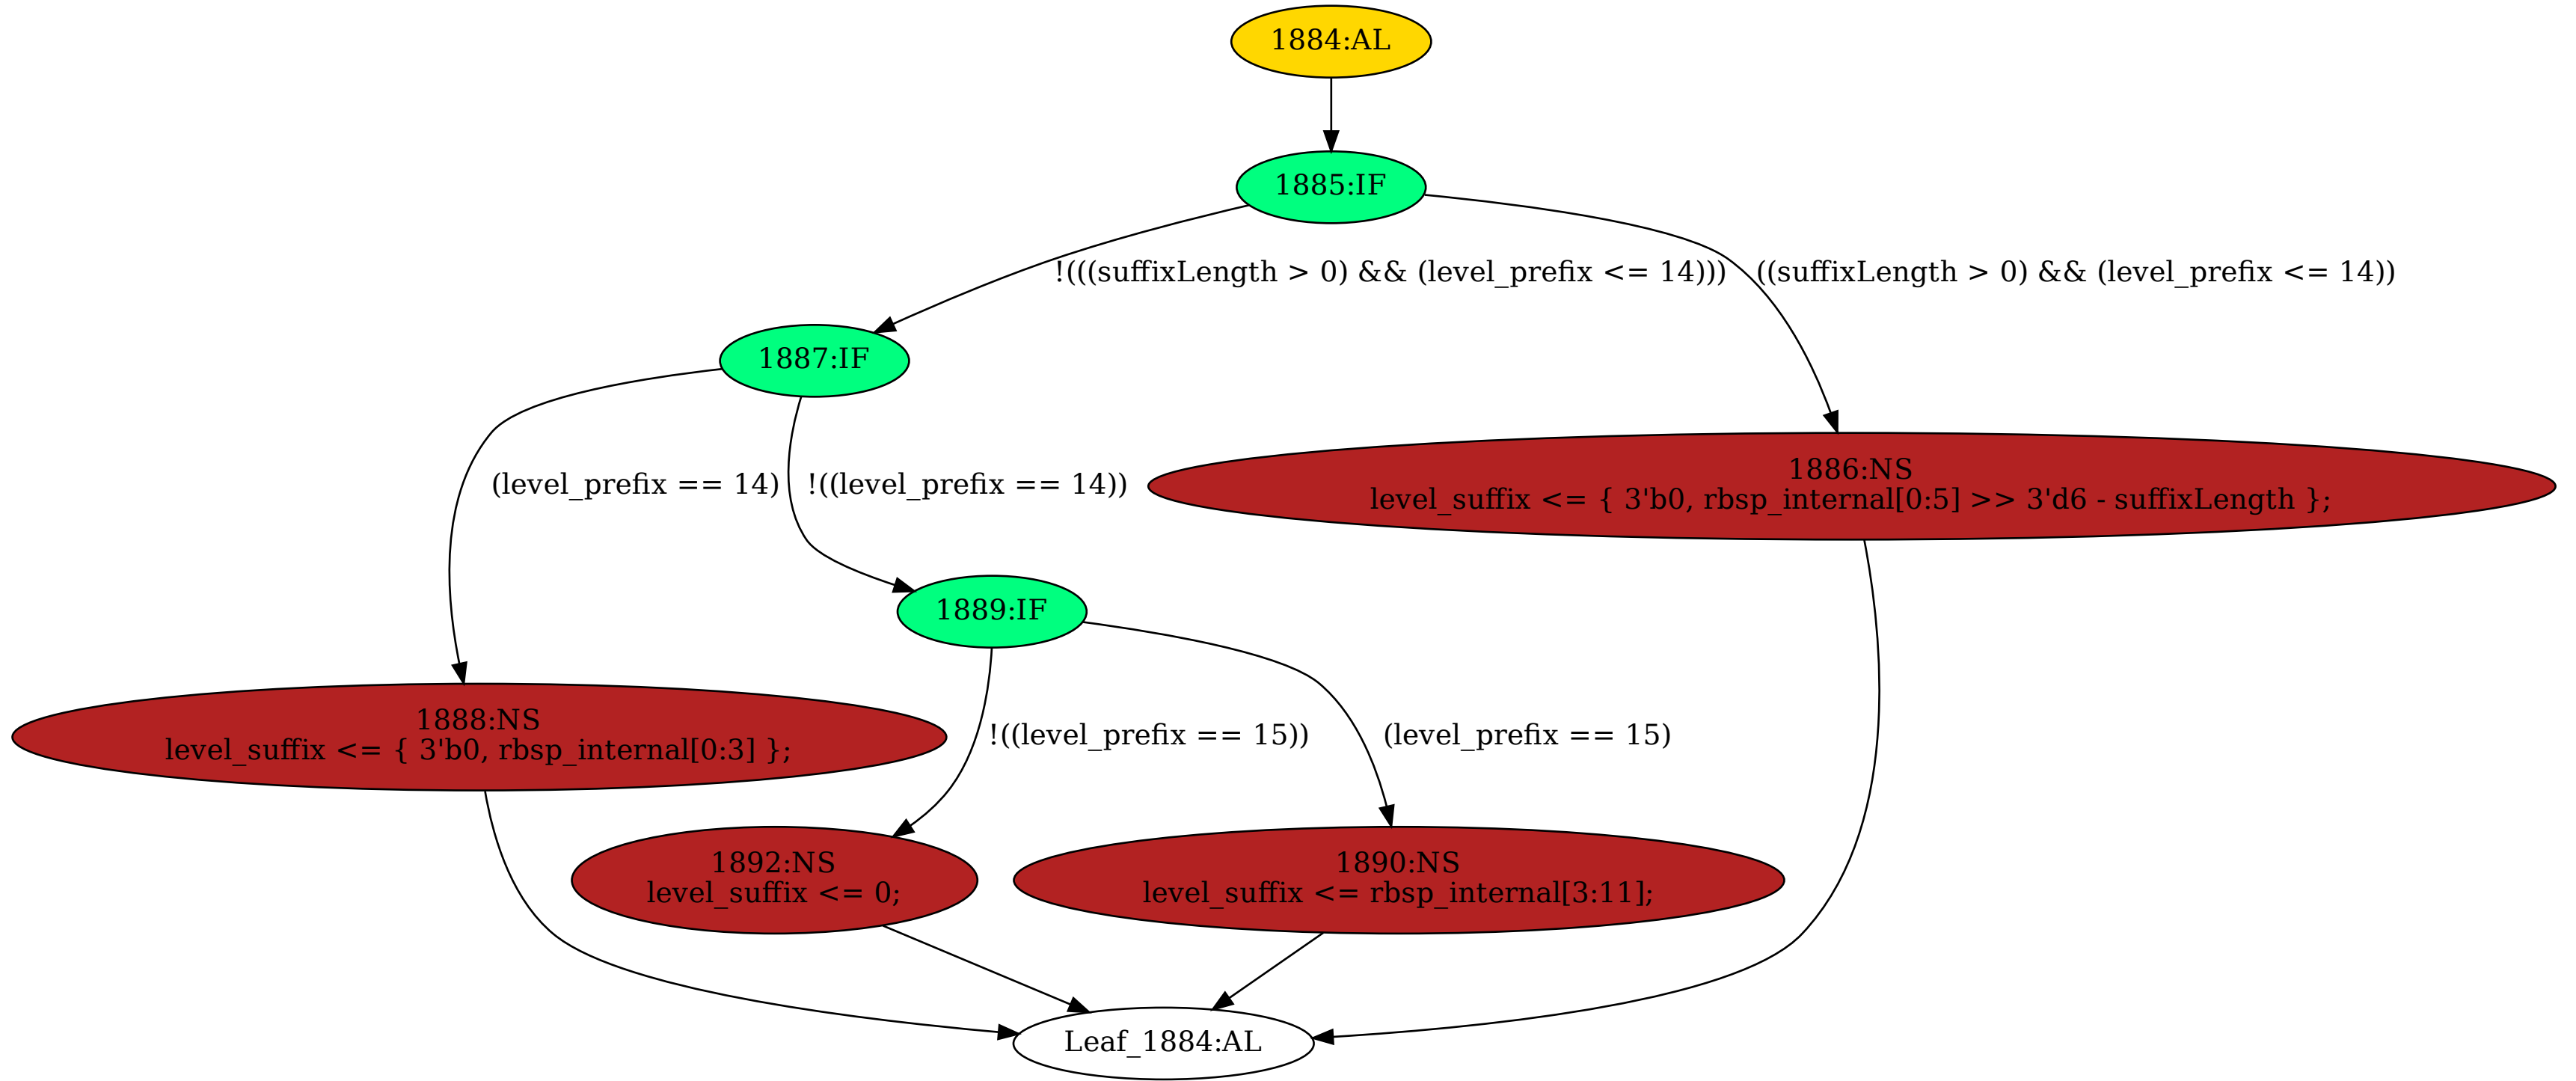 1884:AL
1885:IF
!(((suffixLength > 0) && (level_prefix <= 14)))
((suffixLength > 0) && (level_prefix <= 14))
1887:IF
(level_prefix == 14)
!((level_prefix == 14))
1886:NS
level_suffix <= { 3'b0, rbsp_internal[0:5] >> 3'd6 - suffixLength };
1889:IF
1888:NS
level_suffix <= { 3'b0, rbsp_internal[0:3] };
!((level_prefix == 15))
(level_prefix == 15)
1892:NS
level_suffix <= 0;
1890:NS
level_suffix <= rbsp_internal[3:11];
Leaf_1884:AL